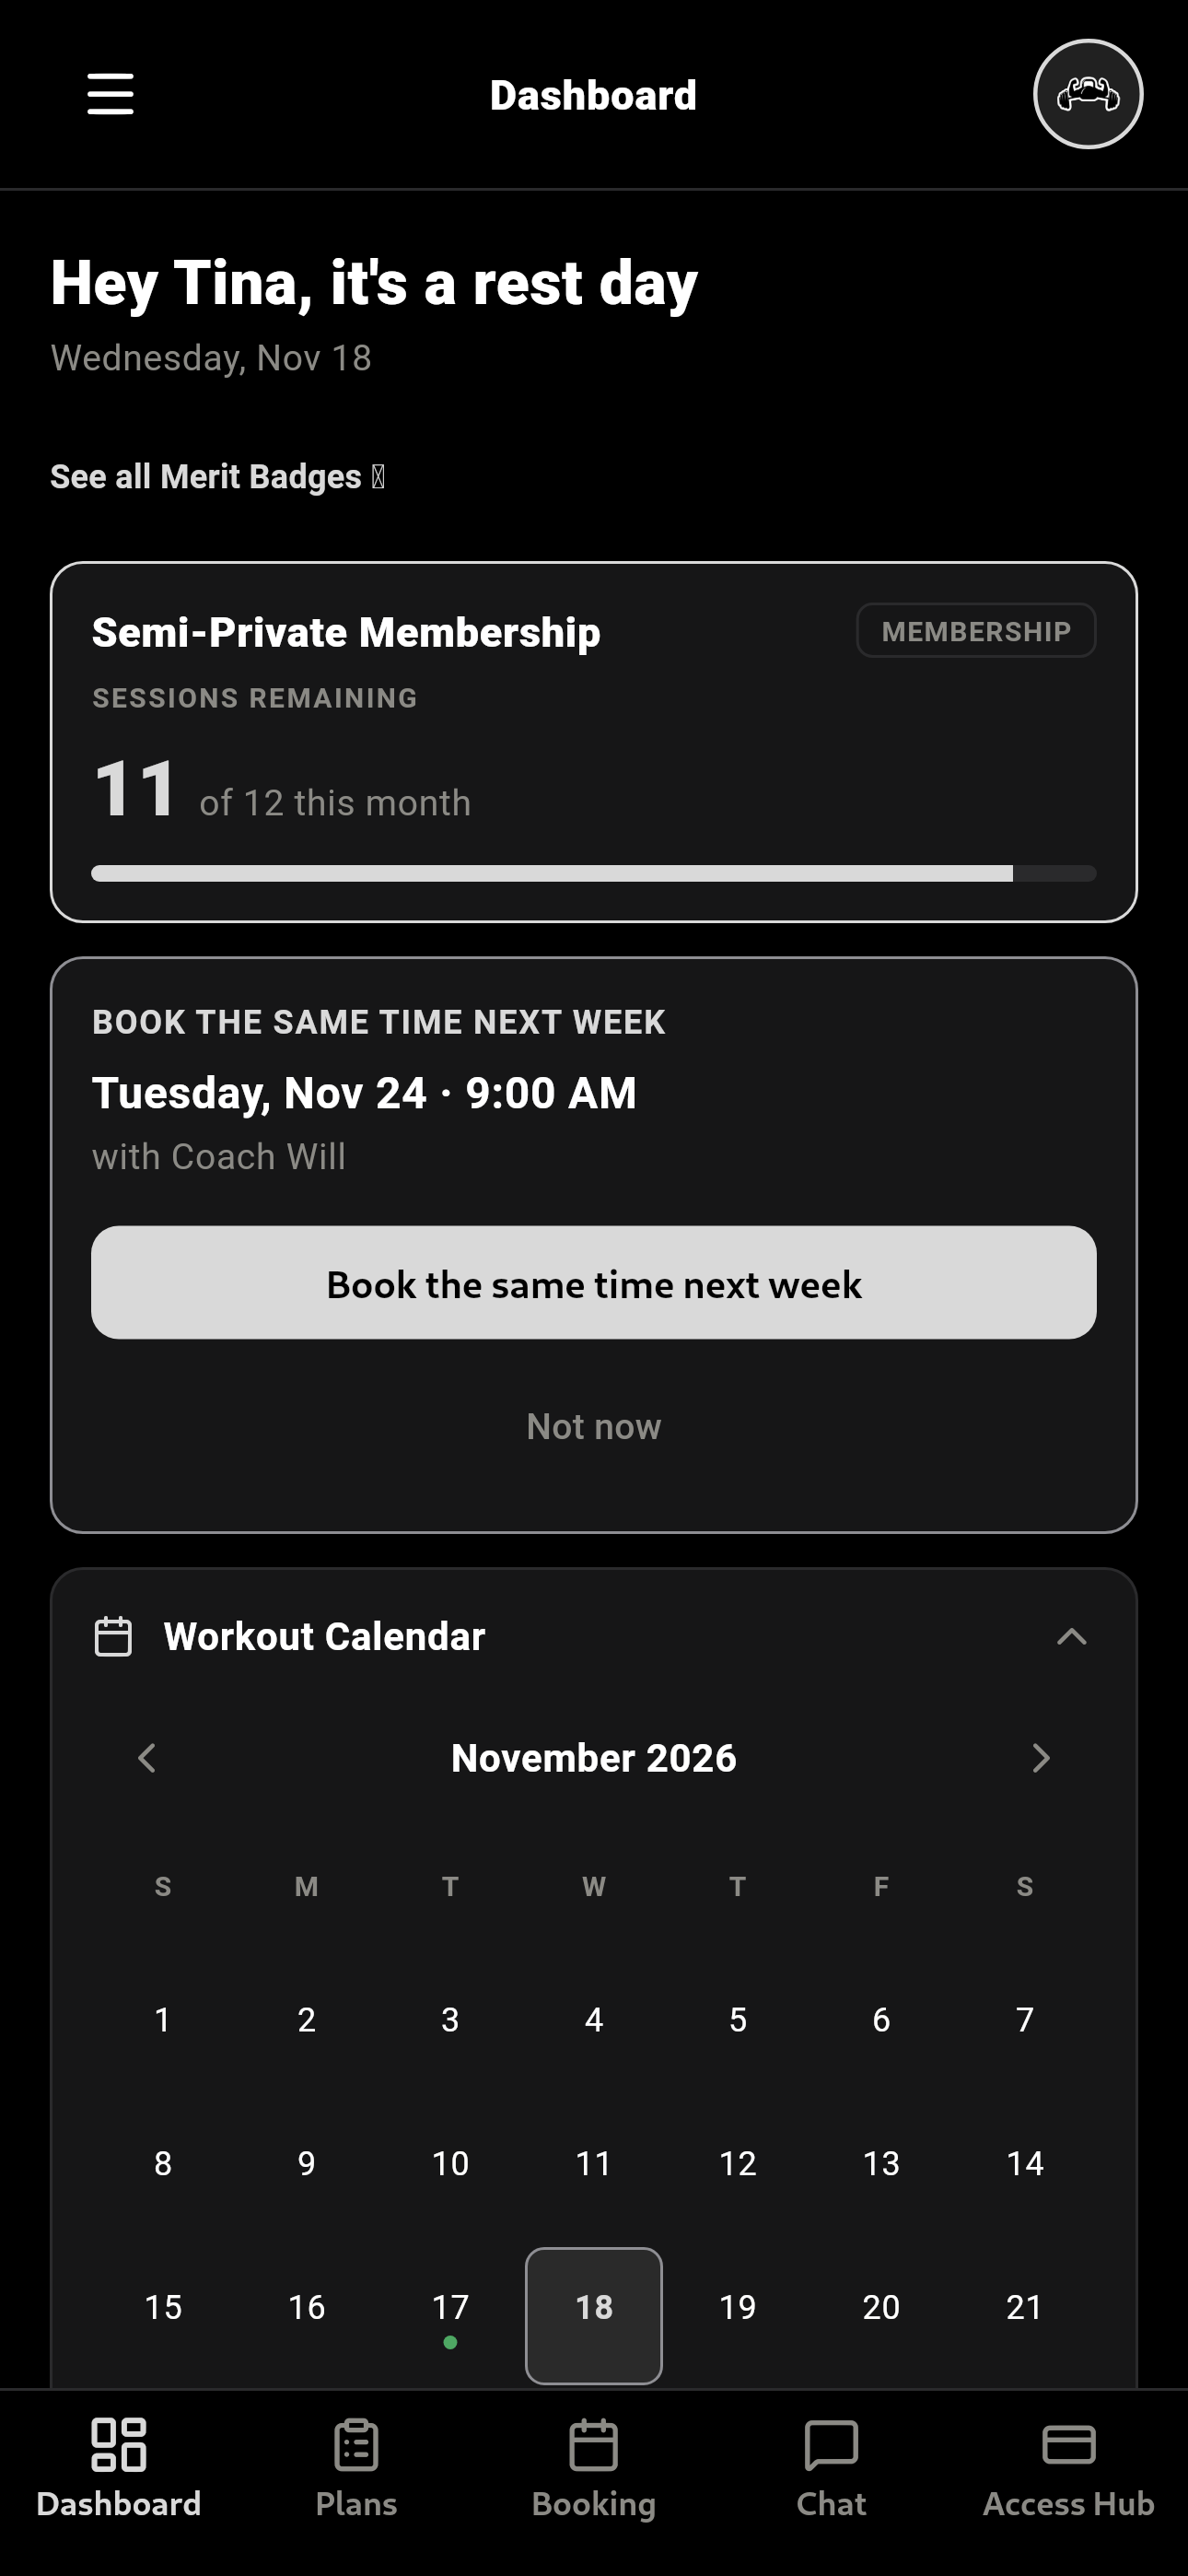 Dashboard
Hey Tina, it's a rest day
Wednesday, Nov 18
See all Merit Badges
Semi-Private Membership
MEMBERSHIP
SESSIONS REMAINING
11 of 12 this month
BOOK THE SAME TIME NEXT WEEK
Tuesday, Nov 24 · 9:00 AM
with Coach Will
Book the same time next week
Not now
Workout Calendar
November 2026
S M T W T F S
1 2 3 4 5 6 7
8 9 10 11 12 13 14
15 16 17 18 19 20 21
Dashboard Plans Booking Chat Access Hub